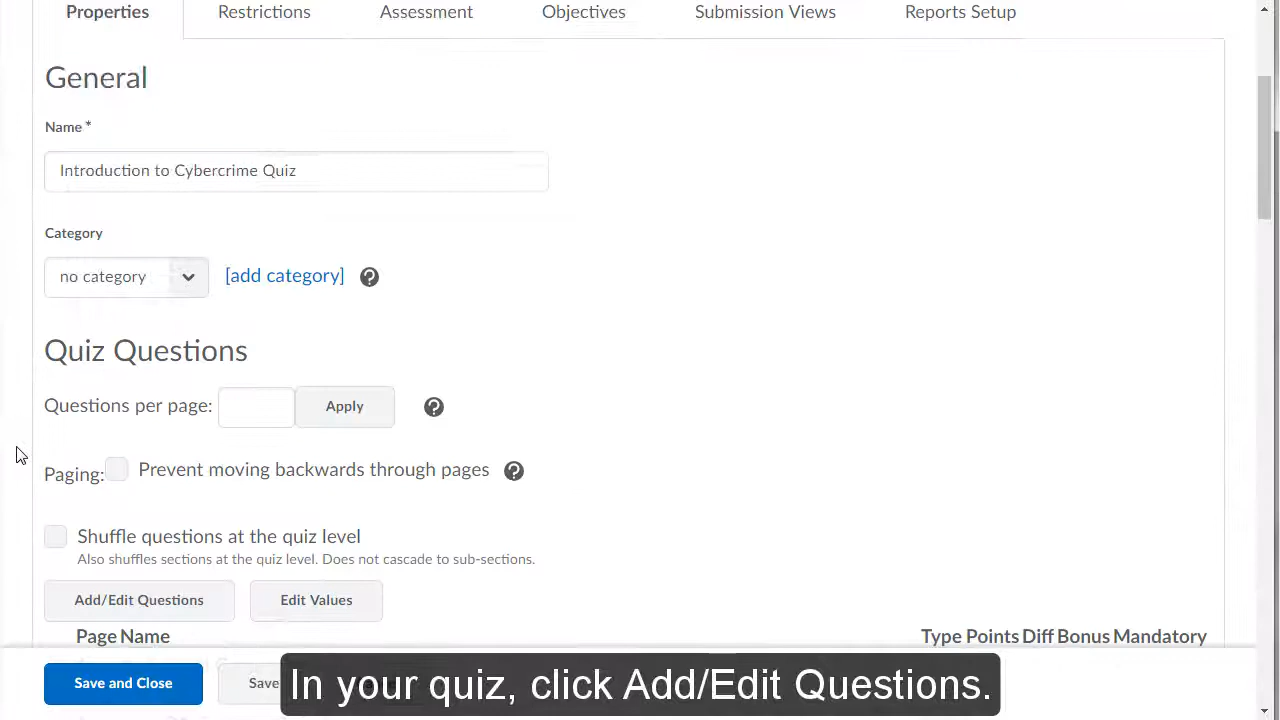 Properties Restrictions Assessment Objectives Submission Views Reports Setup
General
Name *
Introduction to Cybercrime Quiz
Category
no category [add category]
Quiz Questions
Questions per page: Apply
Paging: Prevent moving backwards through pages
Shuffle questions at the quiz level
Also shuffles sections at the quiz level. Does not cascade to sub-sections.
Add/Edit Questions Edit Values
Page Name Type Points Diff Bonus Mandatory
Save and Close Save
In your quiz, click Add/Edit Questions.